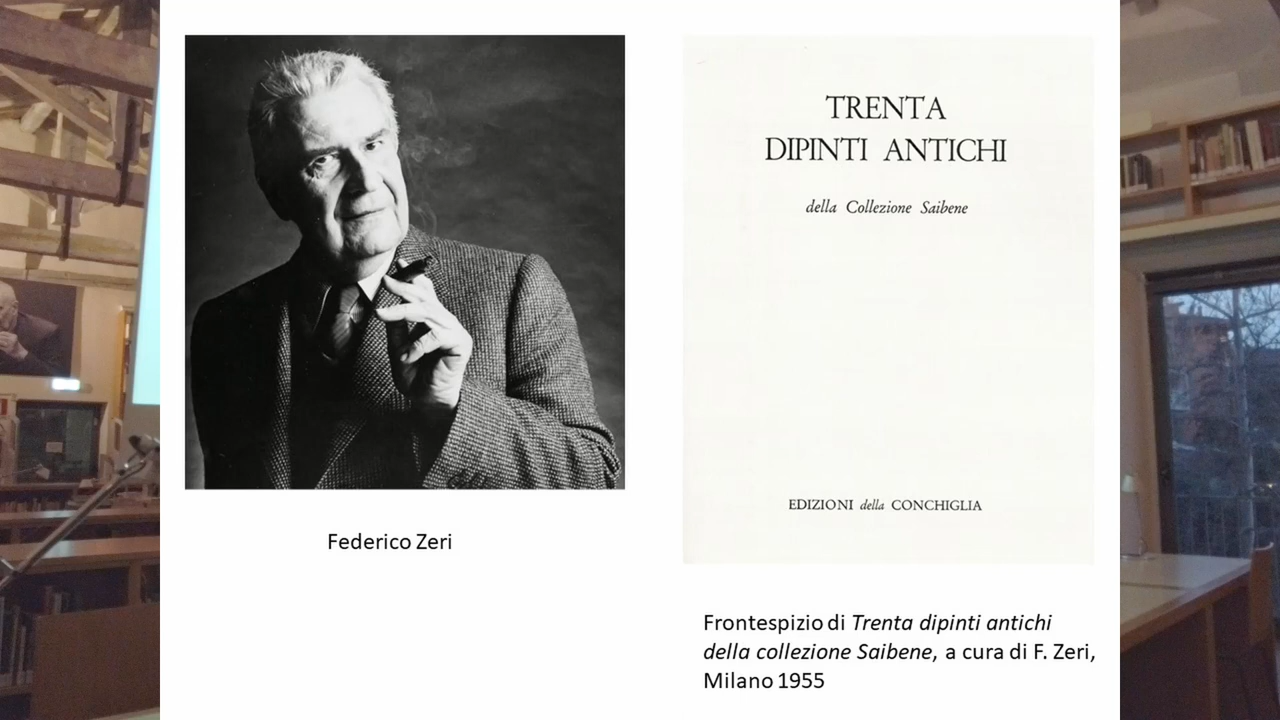 TRENTA
DIPINTI ANTICHI
della Collezione Saibene
EDIZIONI della CONCHIGLIA
Federico Zeri
Frontespizio di Trenta dipinti antichi
della collezione Saibene, a cura di F. Zeri,
Milano 1955